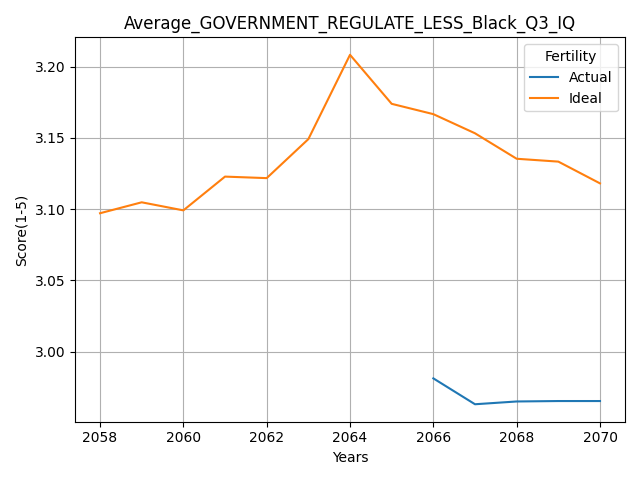 Average_GOVERNMENT_REGULATE_LESS_Black_Q3_IQ
Fertility
Actual
Ideal
3.20
3.15
3.10
3.05
3.00
Score(1-5)
2058 2060 2062 2064 2066 2068 2070
Years